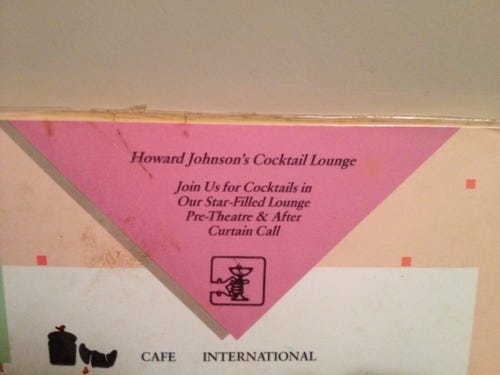 Howard Johnson's Cocktail Lounge
Join Us for Cocktails in
Our Star-Filled Lounge
Pre-Theatre & After
Curtain Call
CAFE INTERNATIONAL